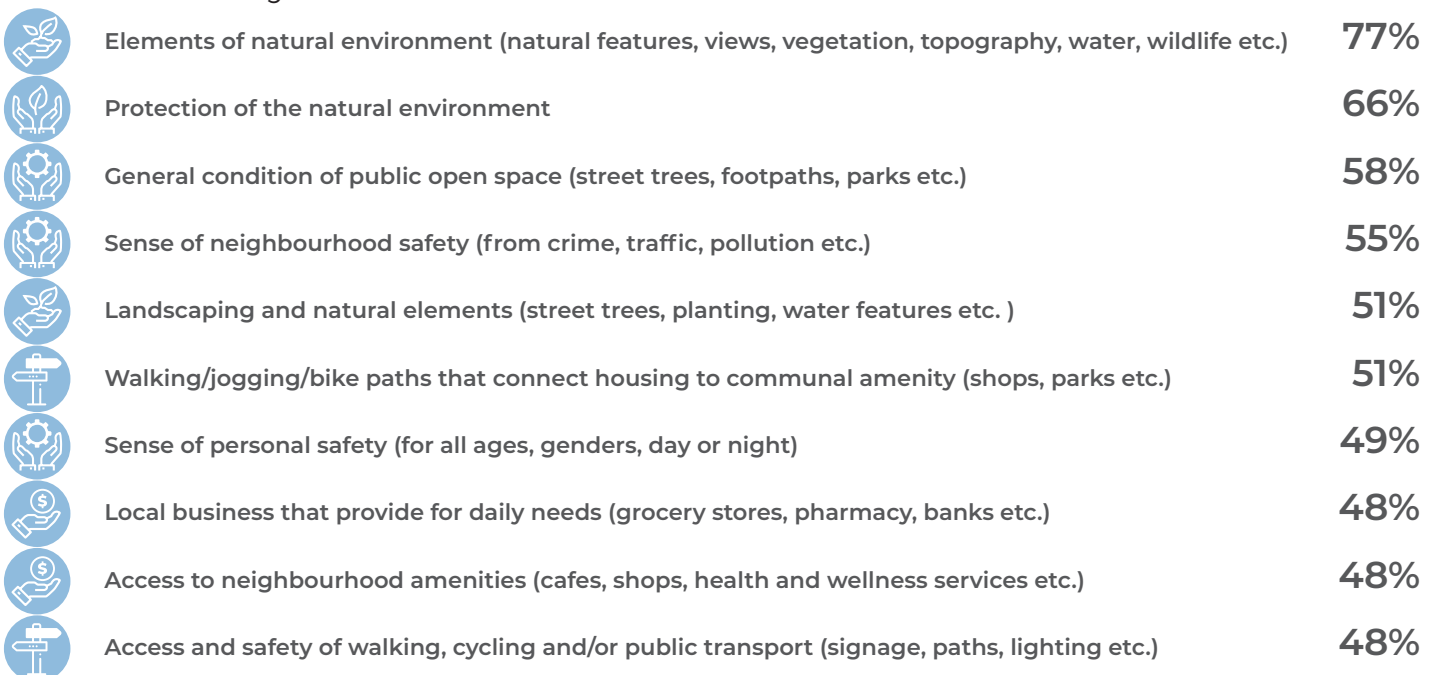 Elements of natural environment (natural features, views, vegetation, topography, water, wildlife etc.) 77%
Protection of the natural environment 66%
General condition of public open space (street trees, footpaths, parks etc.) 58%
Sense of neighbourhood safety (from crime, traffic, pollution etc.) 55%
Landscaping and natural elements (street trees, planting, water features etc. ) 51%
Walking/jogging/bike paths that connect housing to communal amenity (shops, parks etc.) 51%
Sense of personal safety (for all ages, genders, day or night) 49%
Local business that provide for daily needs (grocery stores, pharmacy, banks etc.) 48%
Access to neighbourhood amenities (cafes, shops, health and wellness services etc.) 48%
Access and safety of walking, cycling and/or public transport (signage, paths, lighting etc.) 48%